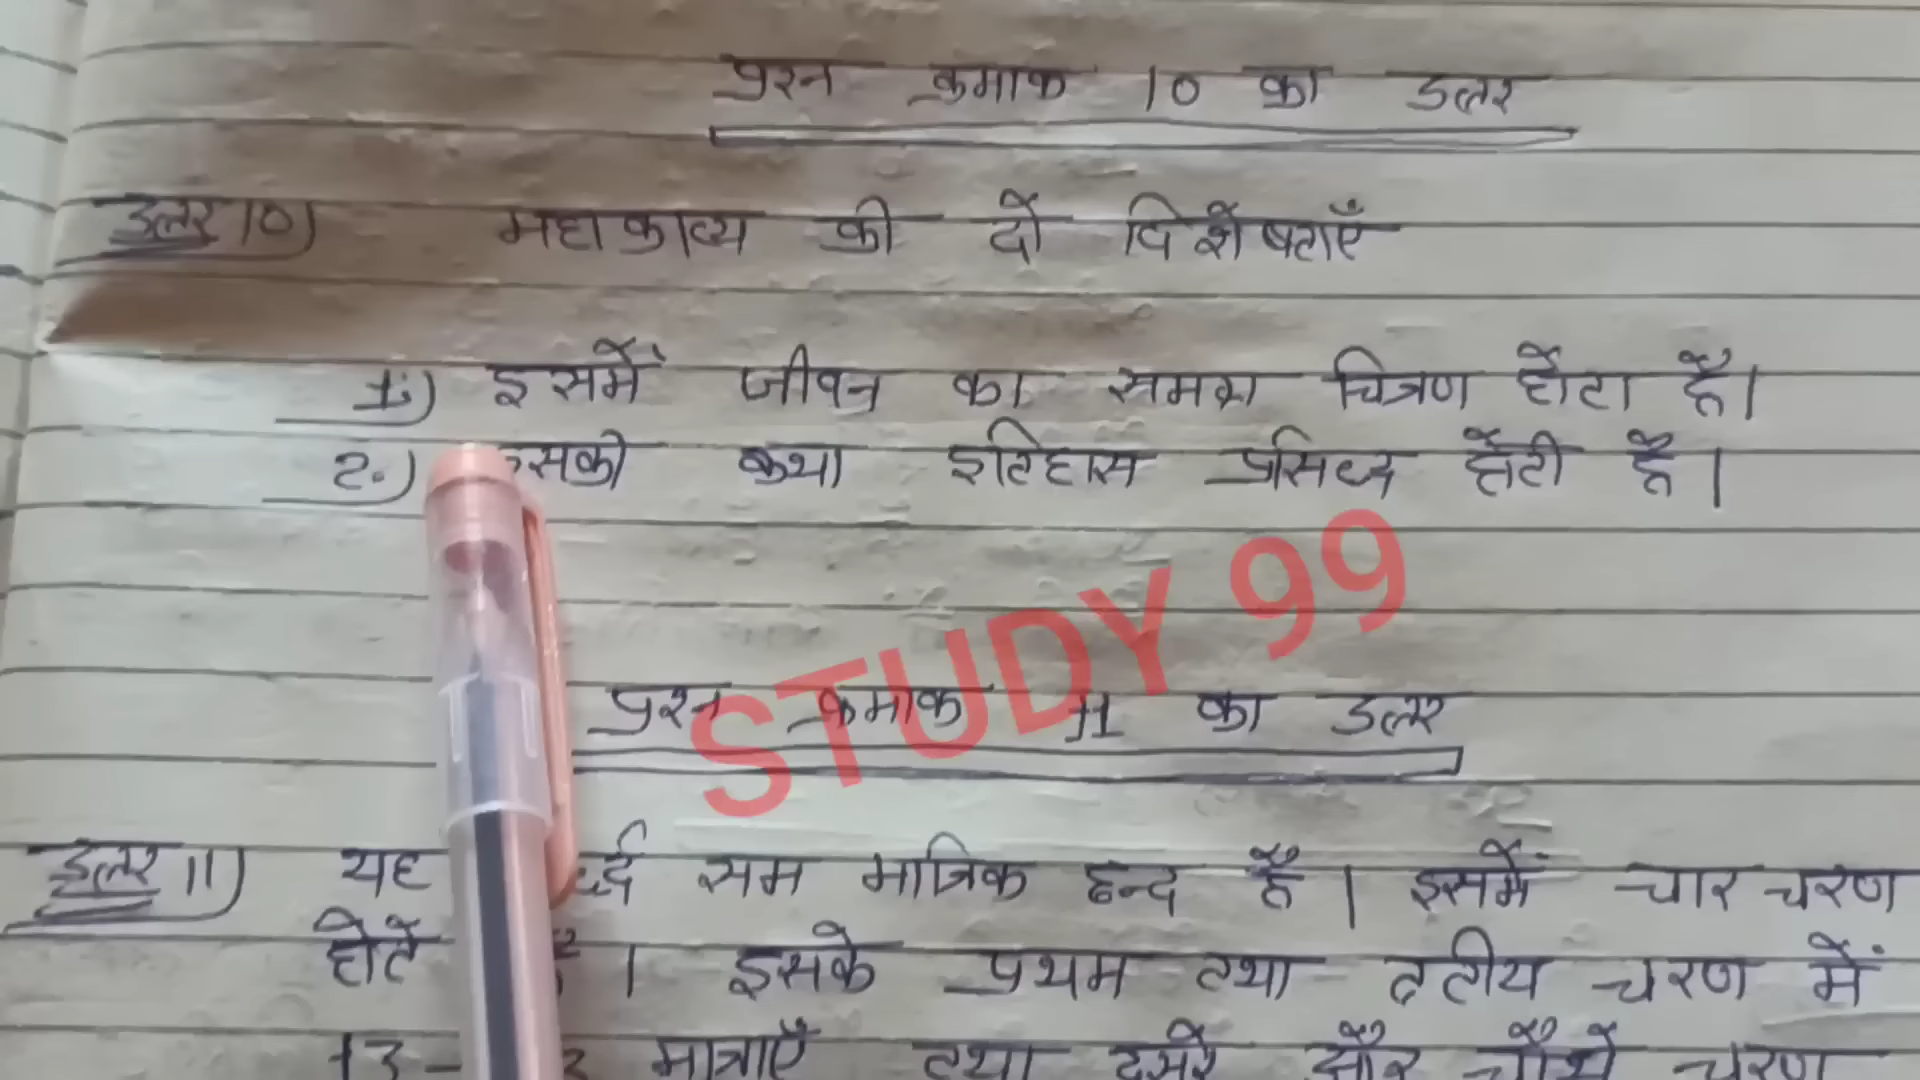 प्रश्न क्रमाक 10 का उत्तर
उत्तर 10) महाकाव्य की दो विशेषताएँ
1.) इसमें जीवन का समग्र चित्रण होता है।
2.) की कथा इतिहास प्रसिद्ध होती है।
STUDY 99
प्रश्न क्रमाक 11 का उत्तर
उत्तर 11) यह सम मात्रिक छन्द है। इसमें चार चरण
होते । इसके प्रथम तथा तृतीय चरण में
मात्राएँ तथा दूसरे और चौथे चरण